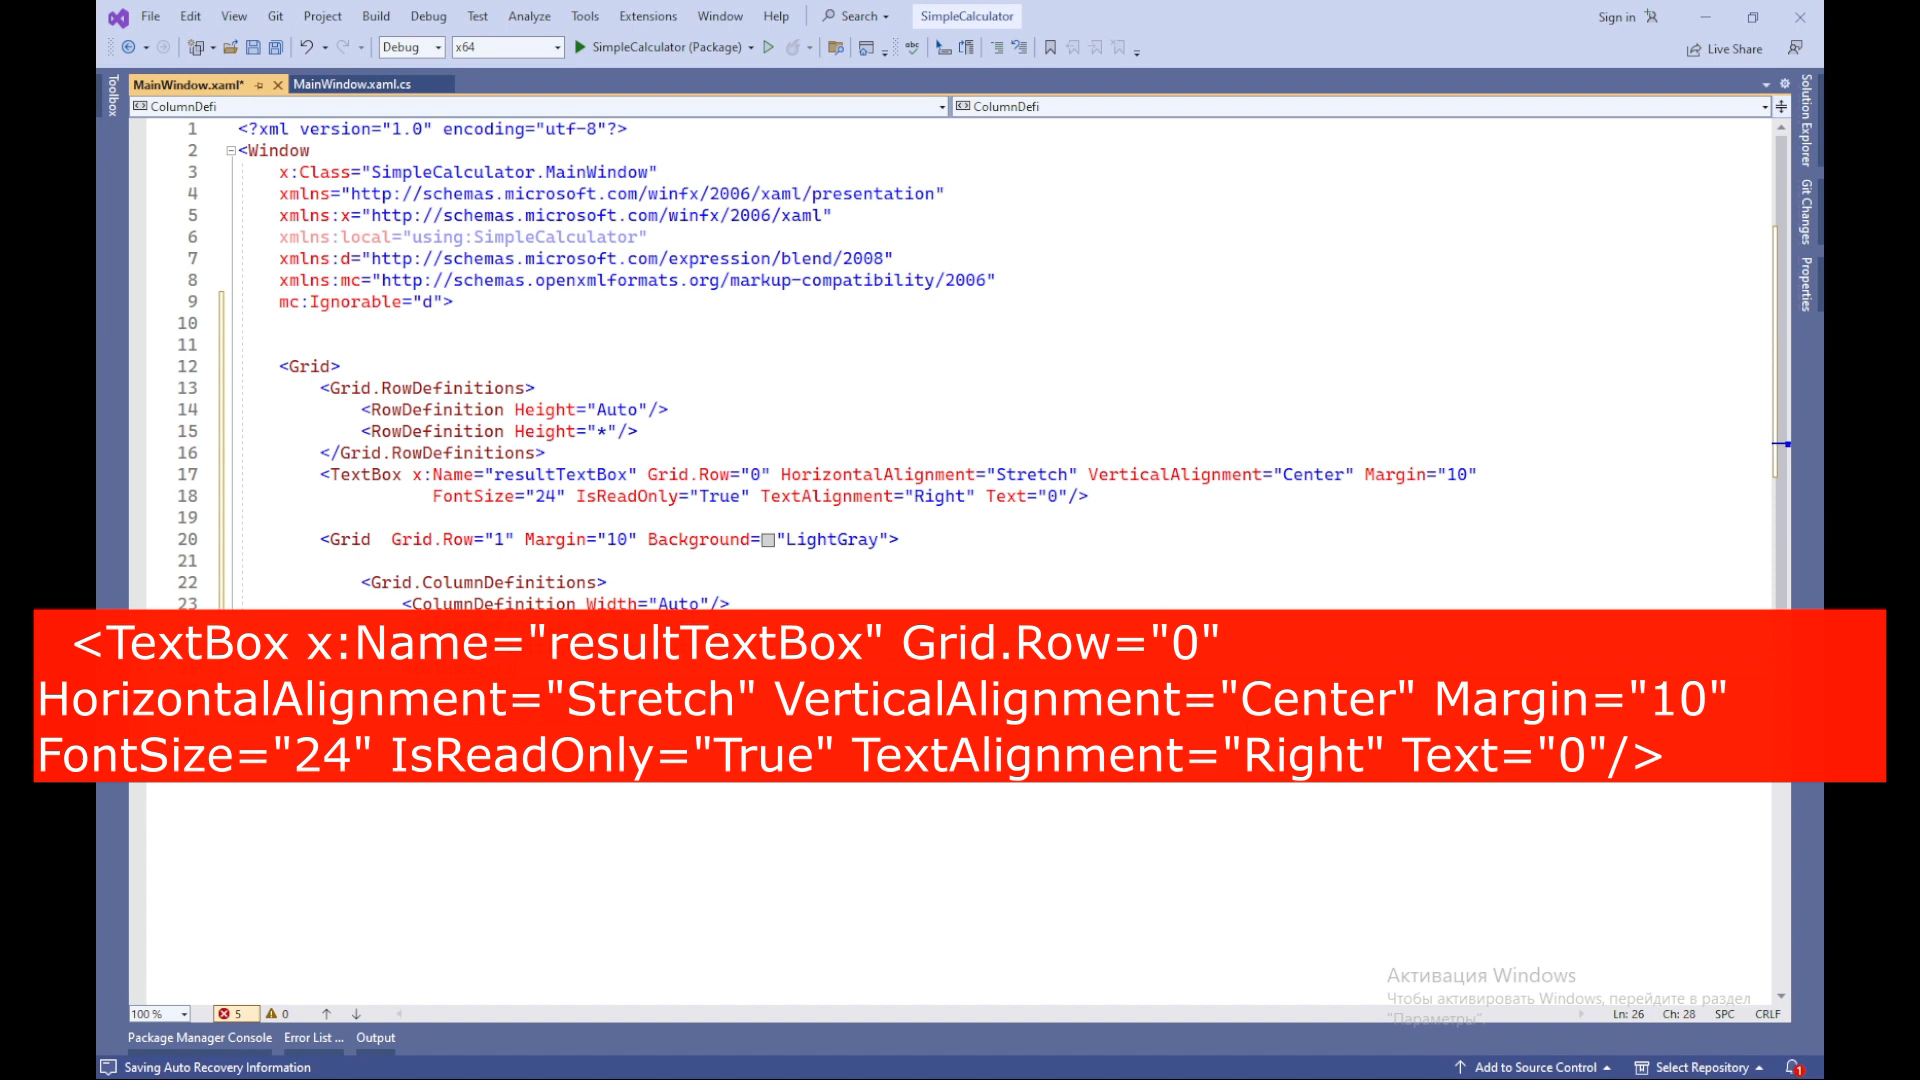 File Edit View Git Project Build Debug Test Analyze Tools Extensions Window Help Search SimpleCalculator Sign in
Debug x64 SimpleCalculator (Package) Live Share
MainWindow.xaml* MainWindow.xaml.cs
ColumnDefi ColumnDefi
Toolbox
Solution Explorer
Git Changes
Properties
1 <?xml version="1.0" encoding="utf-8"?>
2 <Window
3 x:Class="SimpleCalculator.MainWindow"
4 xmlns="http://schemas.microsoft.com/winfx/2006/xaml/presentation"
5 xmlns:x="http://schemas.microsoft.com/winfx/2006/xaml"
6 xmlns:local="using:SimpleCalculator"
7 xmlns:d="http://schemas.microsoft.com/expression/blend/2008"
8 xmlns:mc="http://schemas.openxmlformats.org/markup-compatibility/2006"
9 mc:Ignorable="d">
10
11
12 <Grid>
13 <Grid.RowDefinitions>
14 <RowDefinition Height="Auto"/>
15 <RowDefinition Height="*"/>
16 </Grid.RowDefinitions>
17 <TextBox x:Name="resultTextBox" Grid.Row="0" HorizontalAlignment="Stretch" VerticalAlignment="Center" Margin="10"
18 FontSize="24" IsReadOnly="True" TextAlignment="Right" Text="0"/>
19
20 <Grid Grid.Row="1" Margin="10" Background="LightGray">
21
22 <Grid.ColumnDefinitions>
23 <ColumnDefinition Width="Auto"/>
<TextBox x:Name="resultTextBox" Grid.Row="0"
HorizontalAlignment="Stretch" VerticalAlignment="Center" Margin="10"
FontSize="24" IsReadOnly="True" TextAlignment="Right" Text="0"/>
Активация Windows
Чтобы активировать Windows, перейдите в раздел
"Параметры".
100 % 5 0 Ln: 26 Ch: 28 SPC CRLF
Package Manager Console Error List ... Output
Saving Auto Recovery Information Add to Source Control Select Repository 1